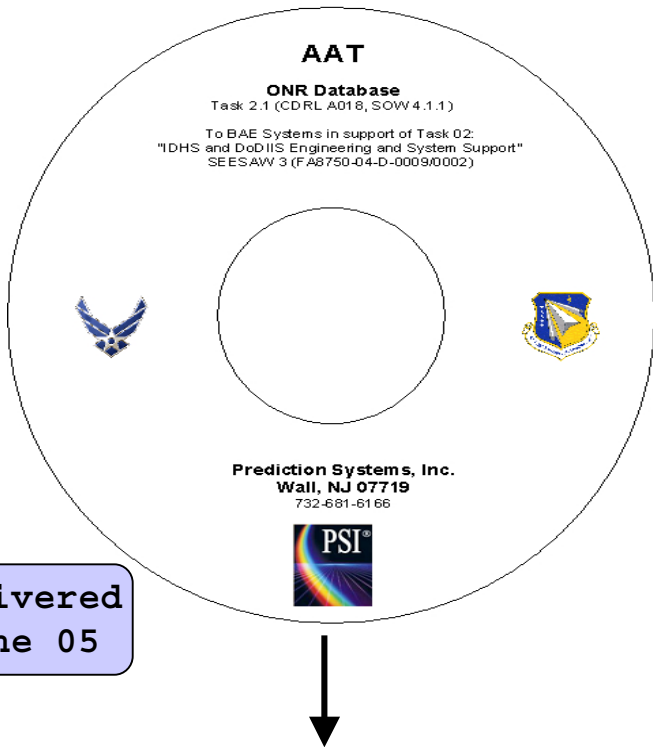 AAT
ONR Database
Task 2.1 (CDRL A018, SOW 4.1.1)
To BAE Systems in support of Task 02:
"IDHS and DoDIIS Engineering and System Support"
SEESAW 3 (FA8750-04-D-0009/0002)
Prediction Systems, Inc.
Wall, NJ 07719
732-681-6166
PSI®
ivered
ne 05